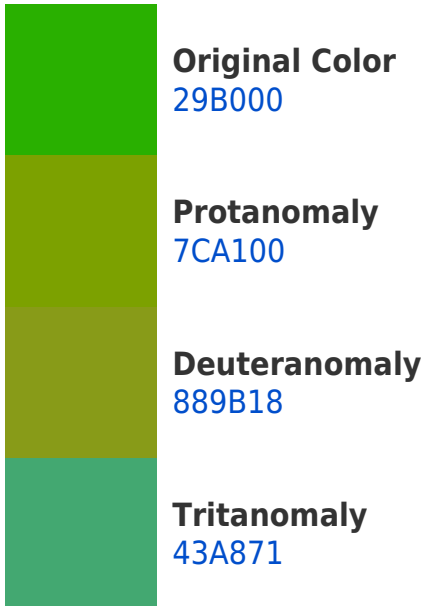 Original Color
29B000
Protanomaly
7CA100
Deuteranomaly
889B18
Tritanomaly
43A871